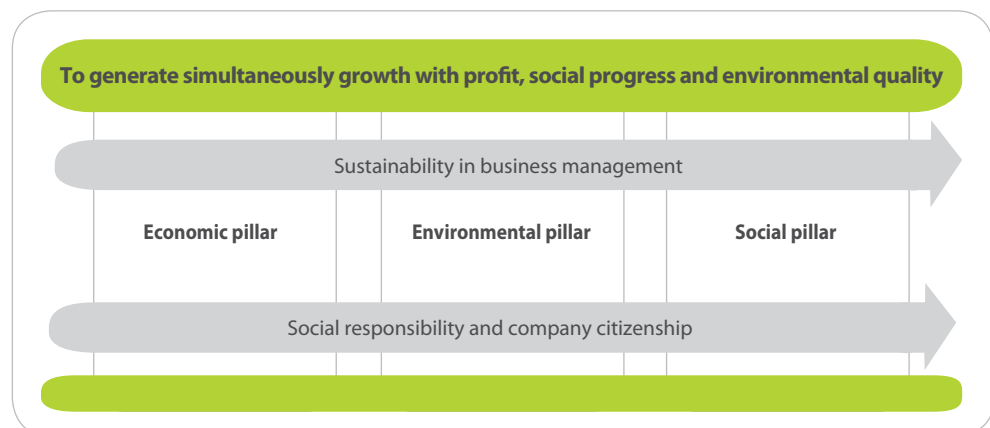 To generate simultaneously growth with profit, social progress and environmental quality
Sustainability in business management
Economic pillar
Environmental pillar
Social pillar
Social responsibility and company citizenship